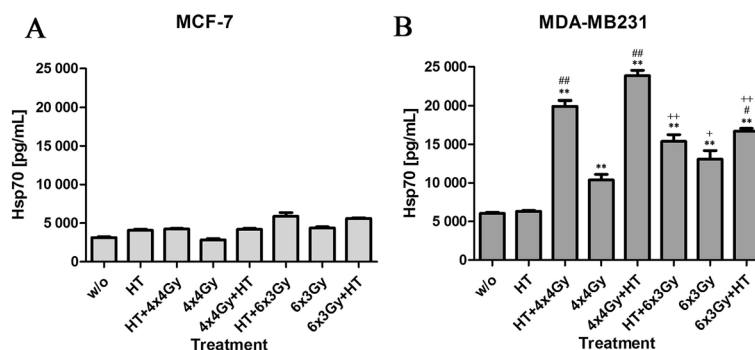 A
MCF-7
Hsp70 [pg/mL]
25 000
20 000
15 000
10 000
5 000
0
w/o
HT
HT+4x4Gy
4x4Gy
4x4Gy+HT
HT+6x3Gy
6x3Gy
6x3Gy+HT
Treatment
B
MDA-MB231
Hsp70 [pg/mL]
25 000
20 000
15 000
10 000
5 000
0
##
**
**
##
**
++
**
+
**
++
#
**
w/o
HT
HT+4x4Gy
4x4Gy
4x4Gy+HT
HT+6x3Gy
6x3Gy
6x3Gy+HT
Treatment